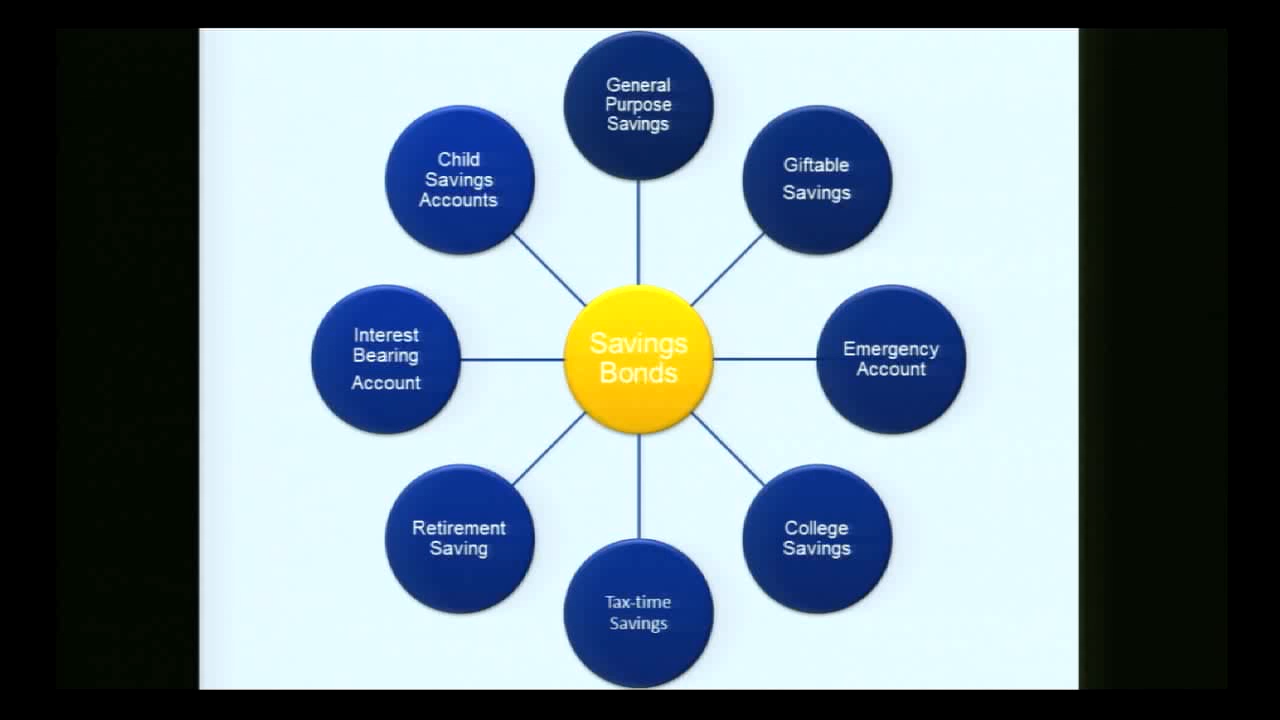 General
Purpose
Savings
Giftable
Savings
Child
Savings
Accounts
Interest
Bearing
Account
Savings
Bonds
Emergency
Account
Retirement
Saving
College
Savings
Tax-time
Savings